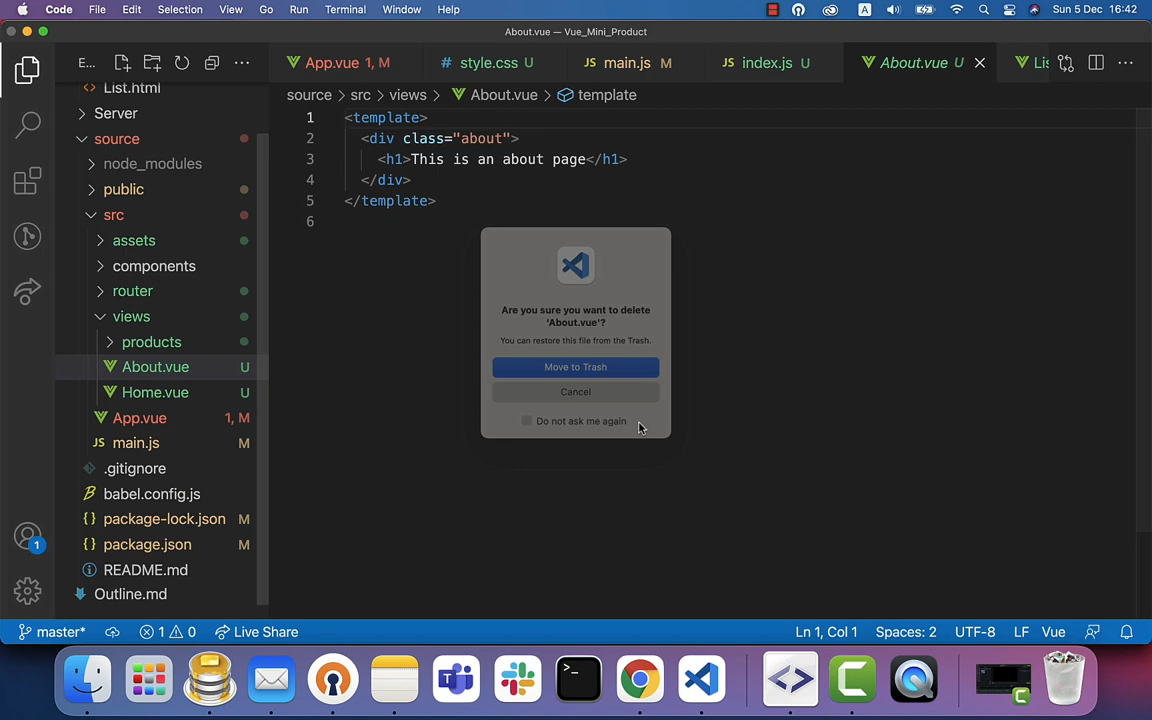 Code File Edit Selection View Go Run Terminal Window Help A Sun 5 Dec 16:42
About.vue — Vue_Mini_Product
E... App.vue 1, M # style.css U JS main.js M JS index.js U About.vue U Lis
source > src > views > About.vue > template
List.html
Server
source
node_modules
public
src
assets
components
router
views
products
About.vue U
Home.vue U
App.vue 1, M
JS main.js M
.gitignore
babel.config.js
{} package-lock.json M
{} package.json M
README.md
Outline.md
1 <template>
2 <div class="about">
3 <h1>This is an about page</h1>
4 </div>
5 </template>
6
Are you sure you want to delete
'About.vue'?
You can restore this file from the Trash.
Move to Trash
Cancel
Do not ask me again
1
master* 1 0 Live Share Ln 1, Col 1 Spaces: 2 UTF-8 LF Vue